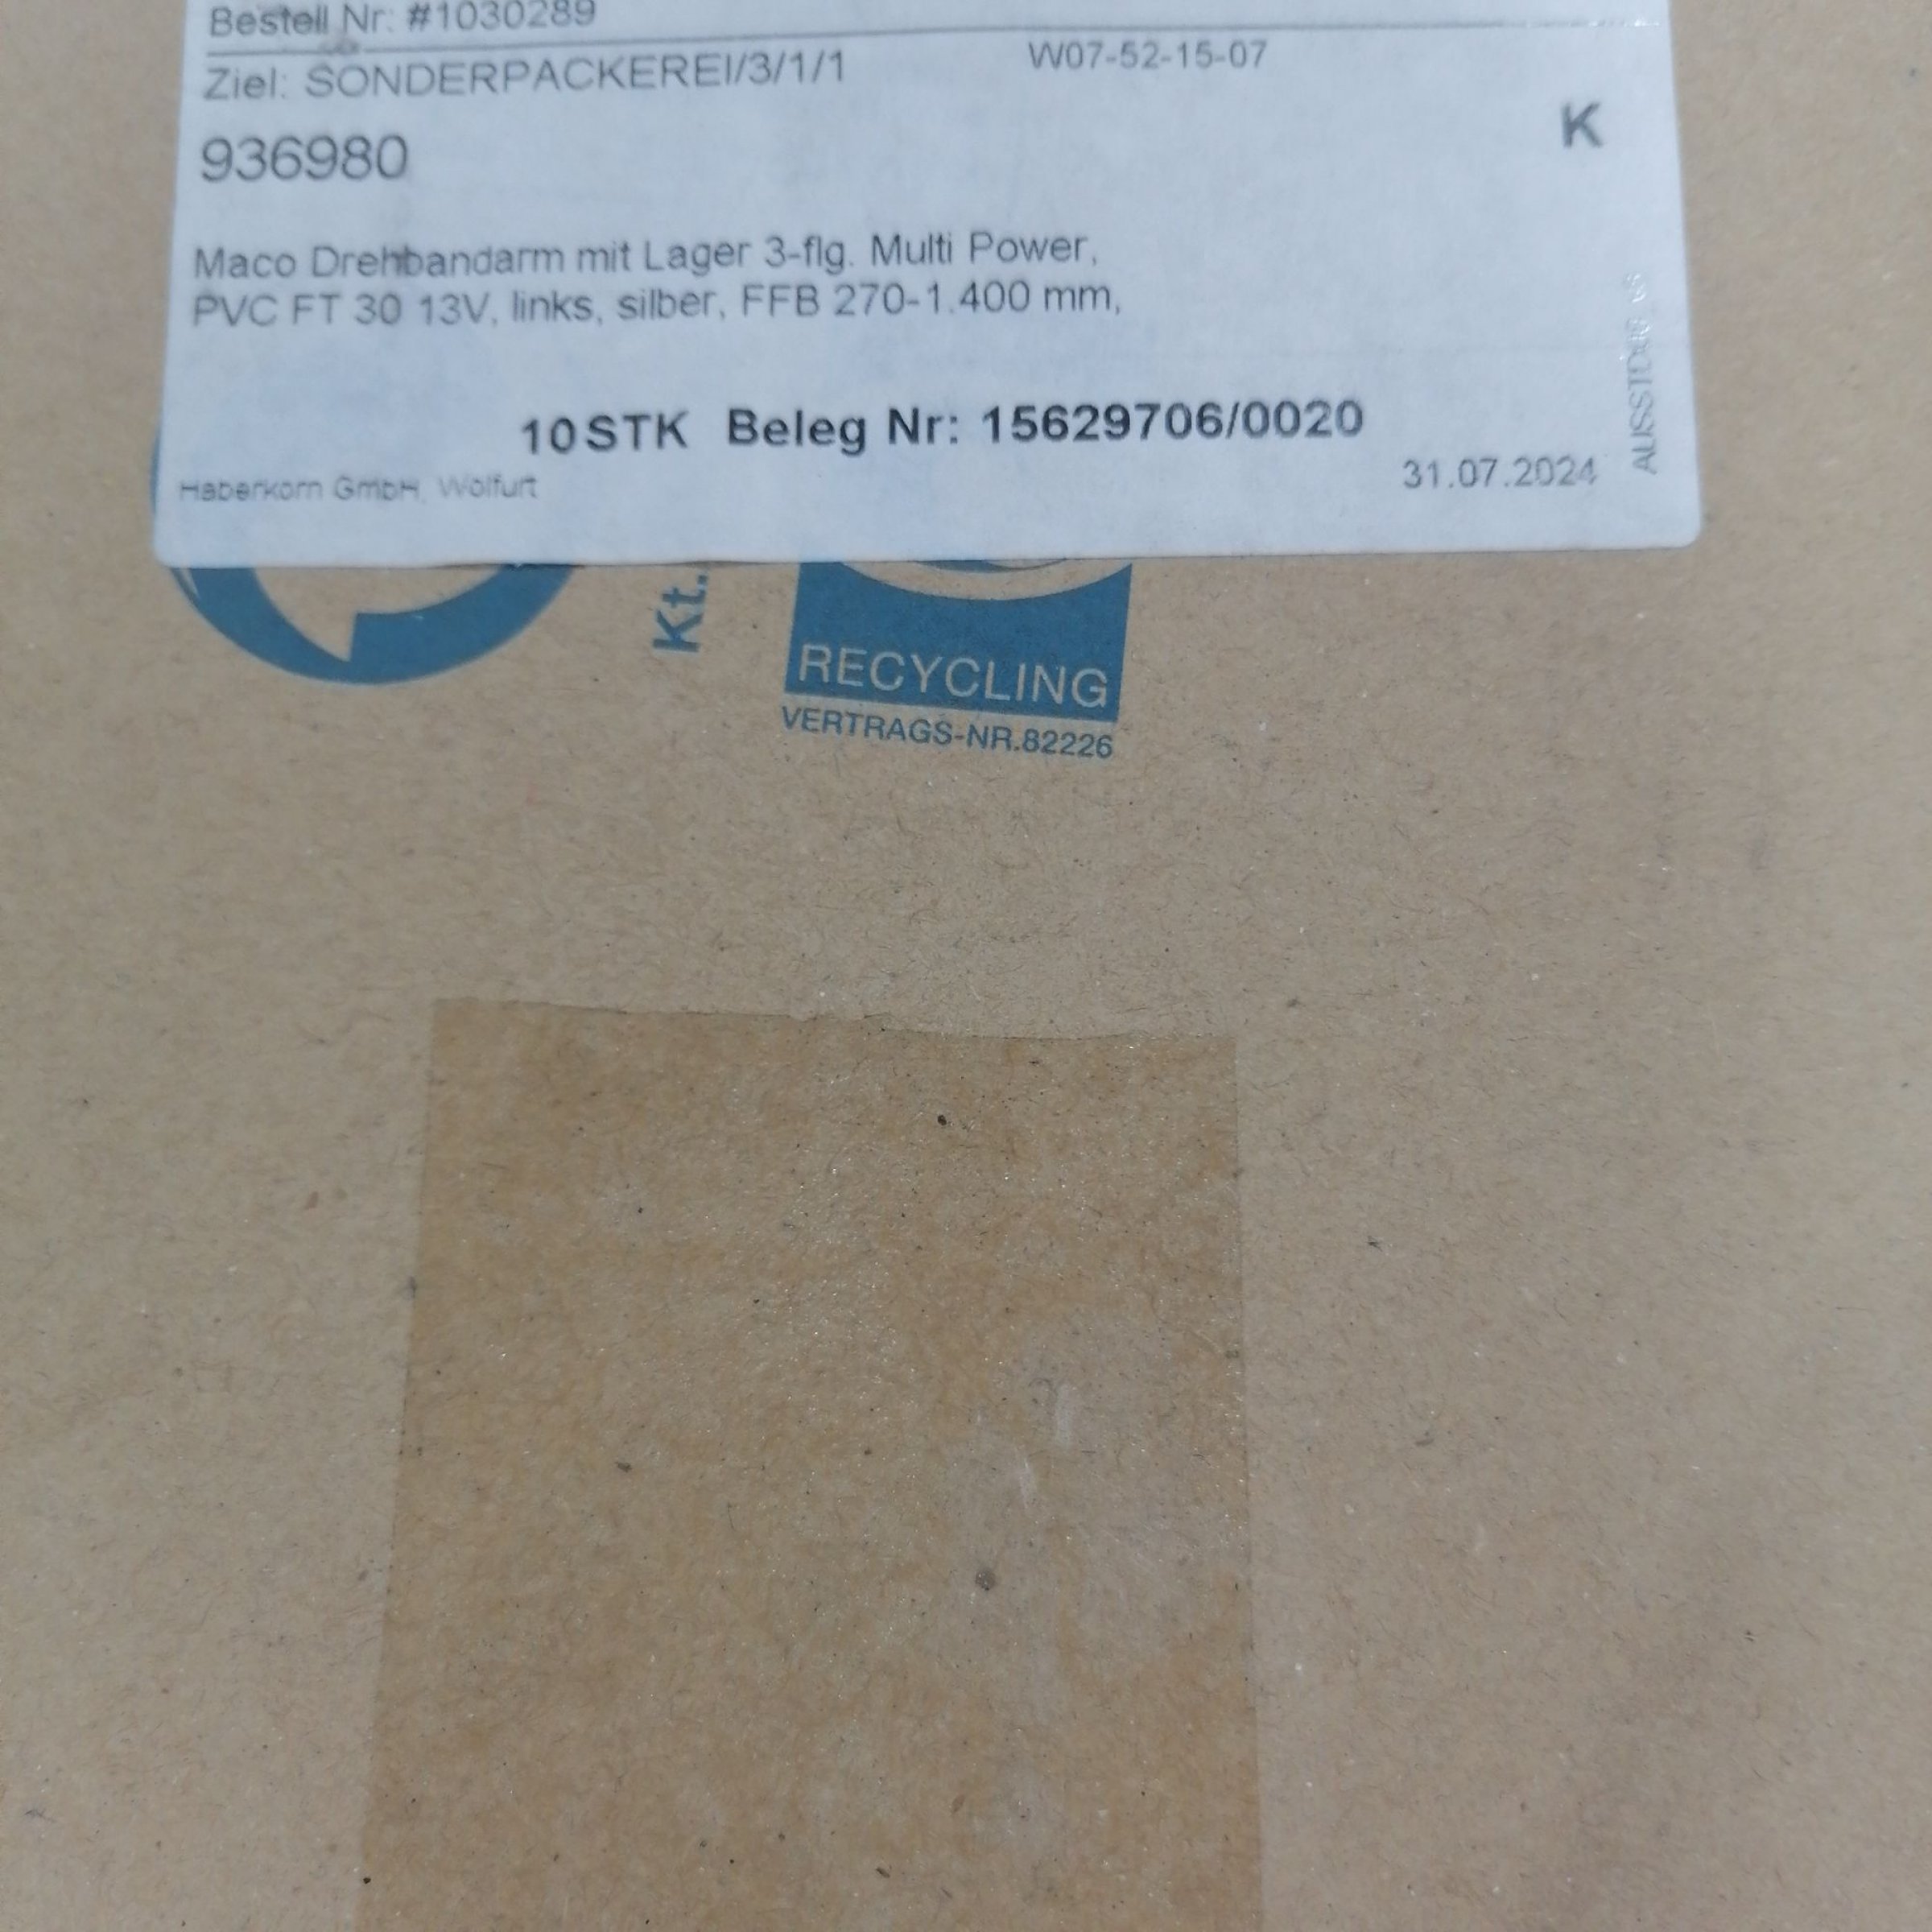 Bestell Nr: #1030289
Ziel: SONDERPACKEREI/3/1/1 W07-52-15-07
K
936980
Maco Drehbandarm mit Lager 3-flg. Multi Power,
PVC FT 30 13V, links, silber, FFB 270-1.400 mm,
10STK Beleg Nr: 15629706/0020
Haberkorn GmbH, Wolfurt
31.07.2024
Kt.
RECYCLING
VERTRAGS-NR.82226